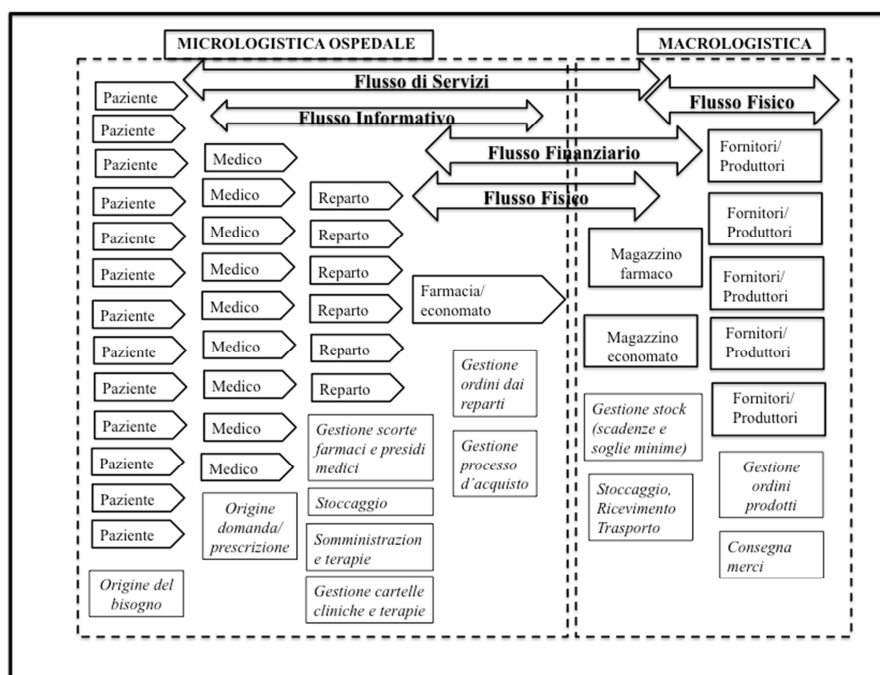 MICROLOGISTICA OSPEDALE
MACROLOGISTICA
Flusso di Servizi
Flusso Fisico
Flusso Informativo
Flusso Finanziario
Flusso Fisico
Paziente
Paziente
Paziente
Paziente
Paziente
Paziente
Paziente
Paziente
Paziente
Paziente
Paziente
Paziente
Paziente
Origine del
bisogno
Medico
Medico
Medico
Medico
Medico
Medico
Medico
Medico
Medico
Origine
domanda/
prescrizione
Reparto
Reparto
Reparto
Reparto
Reparto
Reparto
Gestione scorte
farmaci e presidi
medici
Stoccaggio
Somministrazion
e terapie
Gestione cartelle
cliniche e terapie
Farmacia/
economato
Gestione
ordini dai
reparti
Gestione
processo
d'acquisto
Magazzino
farmaco
Magazzino
economato
Gestione stock
(scadenze e
soglie minime)
Stoccaggio,
Ricevimento
Trasporto
Fornitori/
Produttori
Fornitori/
Produttori
Fornitori/
Produttori
Fornitori/
Produttori
Fornitori/
Produttori
Gestione
ordini
prodotti
Consegna
merci